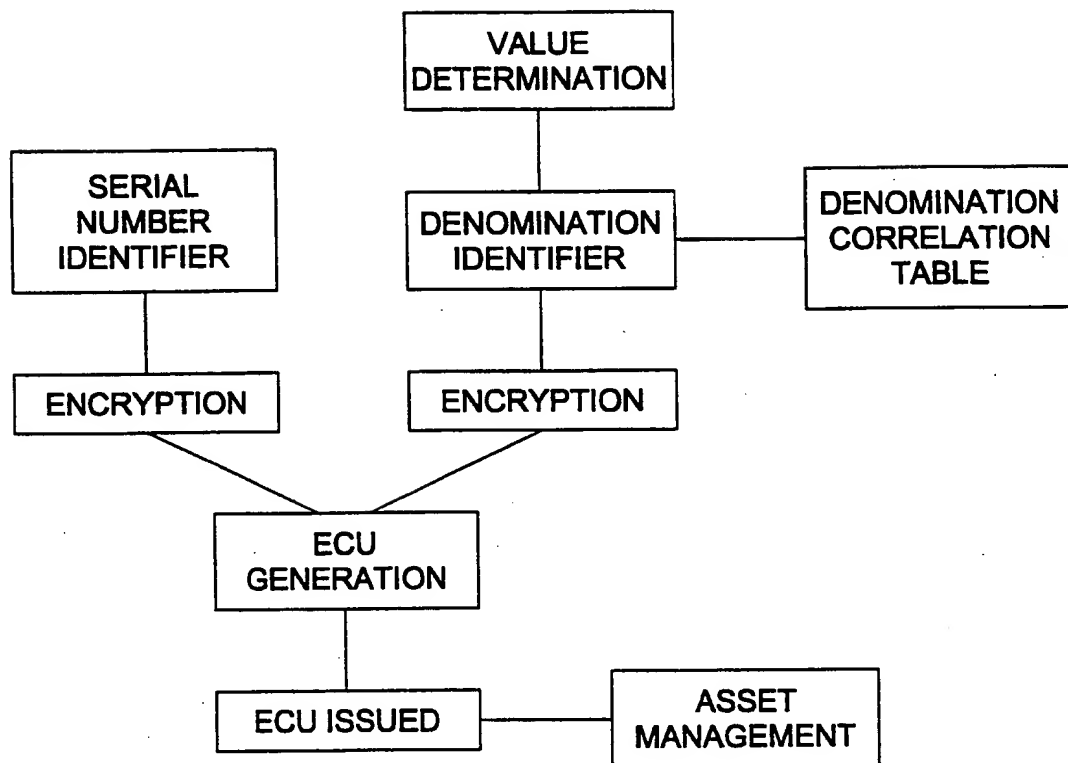 VALUE
DETERMINATION
SERIAL
NUMBER
IDENTIFIER
DENOMINATION
IDENTIFIER
DENOMINATION
CORRELATION
TABLE
ENCRYPTION
ENCRYPTION
ECU
GENERATION
ECU ISSUED
ASSET
MANAGEMENT